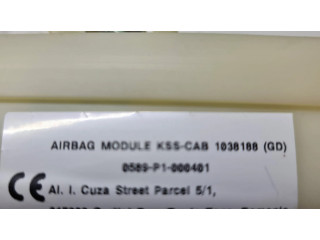 AIRBAG MODULE KSS-CAB 1038188 (GD)
0589-P1-000401
CE Al. I. Cuza Street Parcel 5/1,